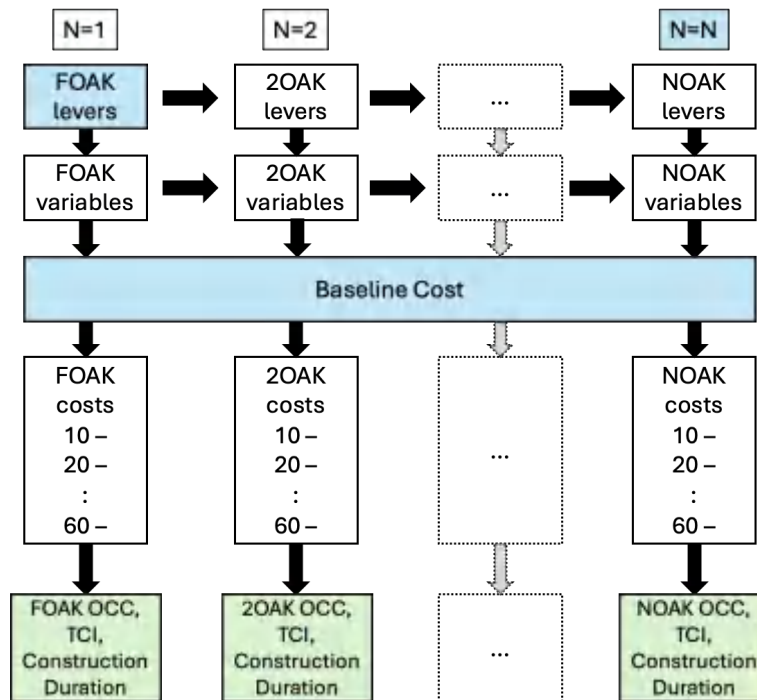 N=1
N=2
N=N
FOAK
levers
2OAK
levers
...
NOAK
levers
FOAK
variables
2OAK
variables
...
NOAK
variables
Baseline Cost
FOAK
costs
10 –
20 –
:
60 –
2OAK
costs
10 –
20 –
:
60 –
...
NOAK
costs
10 –
20 –
:
60 –
FOAK OCC,
TCI,
Construction
Duration
2OAK OCC,
TCI,
Construction
Duration
...
NOAK OCC,
TCI,
Construction
Duration